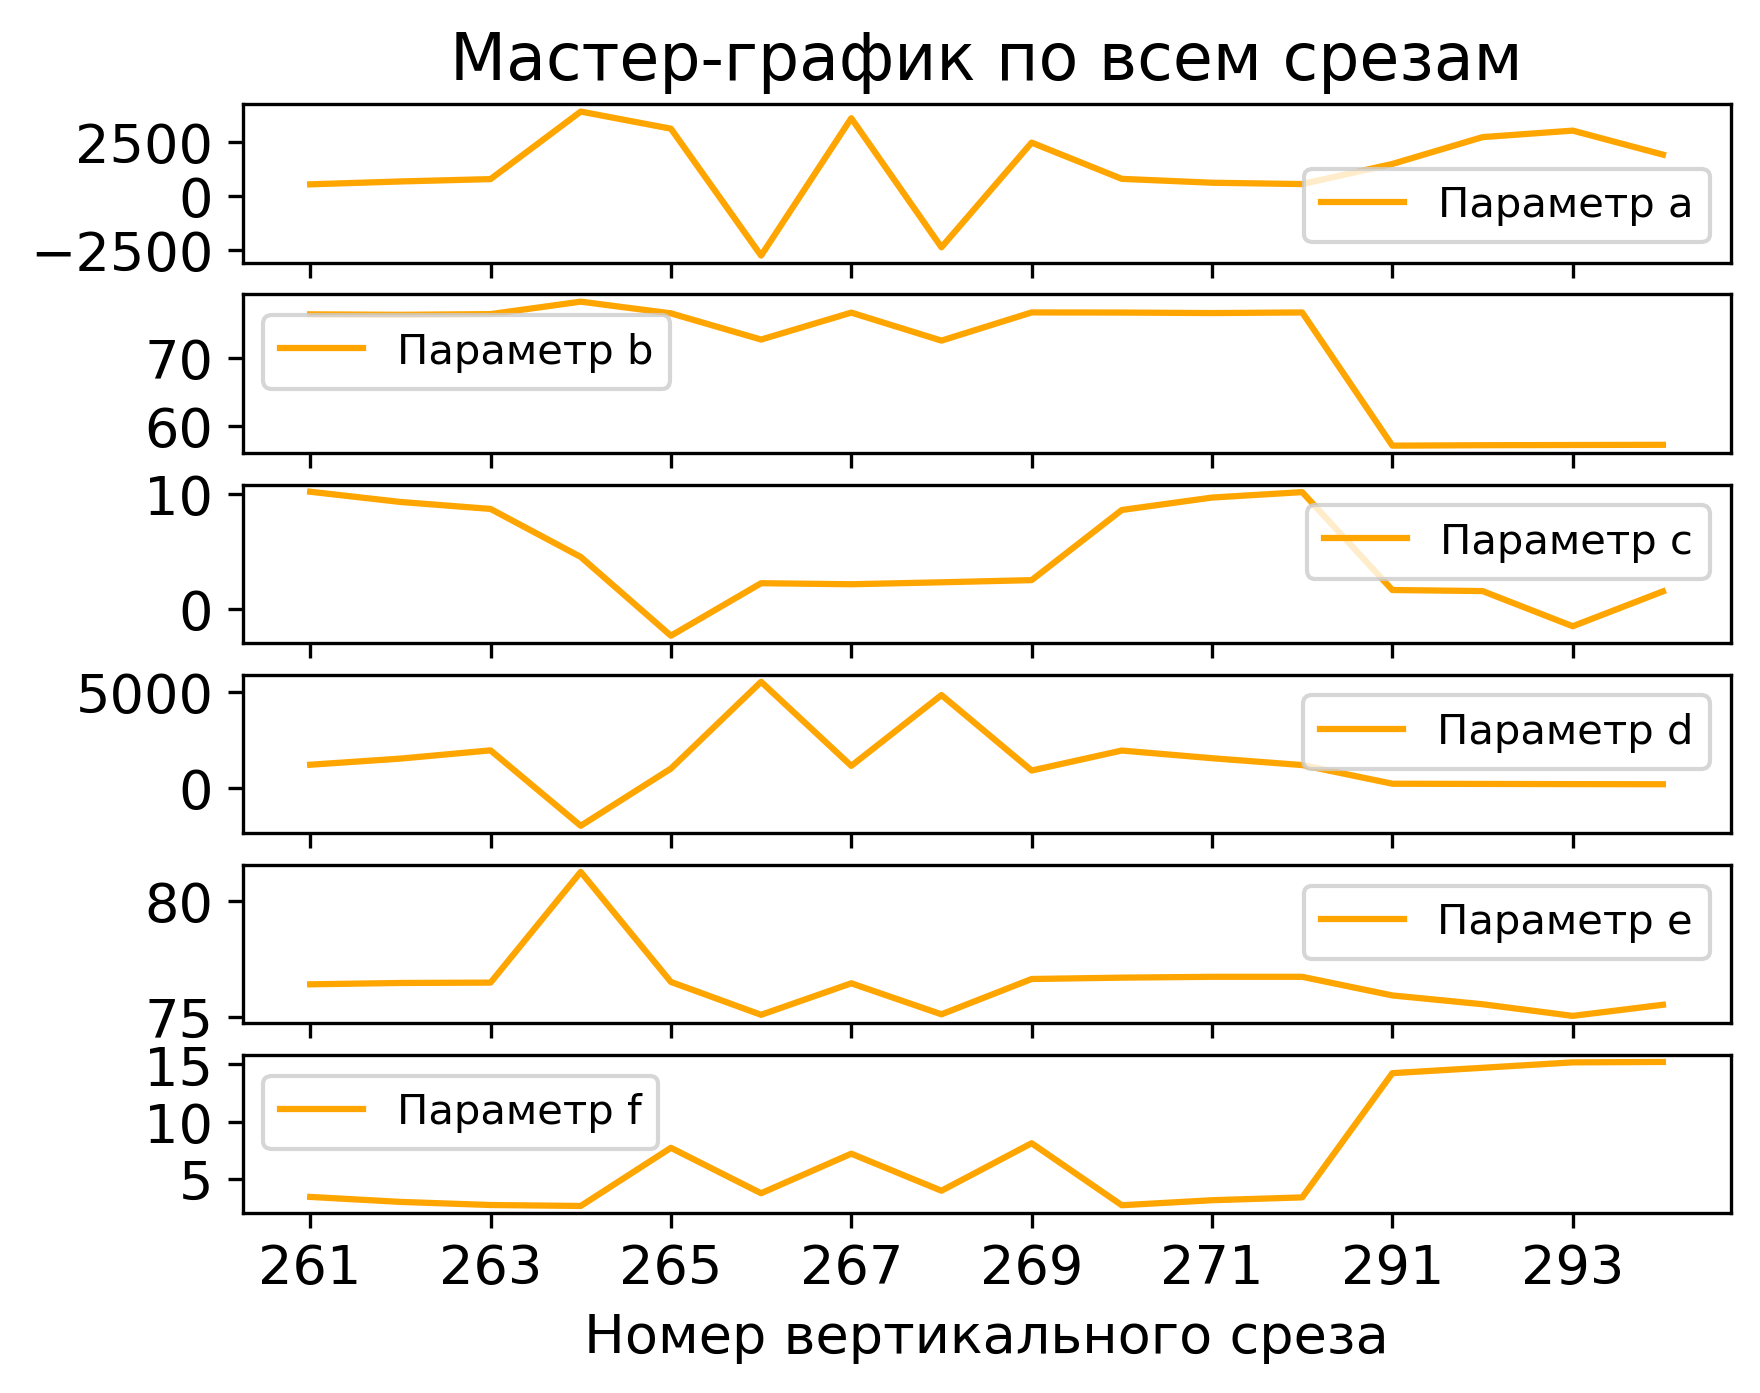 Мастер-график по всем срезам
2500
0
−2500
Параметр a
70
60
Параметр b
10
0
Параметр c
5000
0
Параметр d
80
75
Параметр e
15
10
5
Параметр f
261 263 265 267 269 271 291 293
Номер вертикального среза